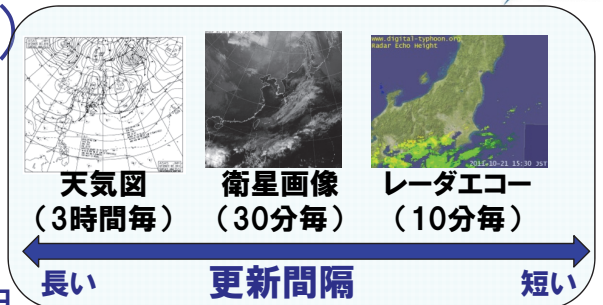 www.digital-typhoon.org
Radar Echo Height
2011-10-21 15:30 JST
天気図
(3時間毎)
衛星画像
(30分毎)
レーダエコー
(10分毎)
長い
更新間隔
短い